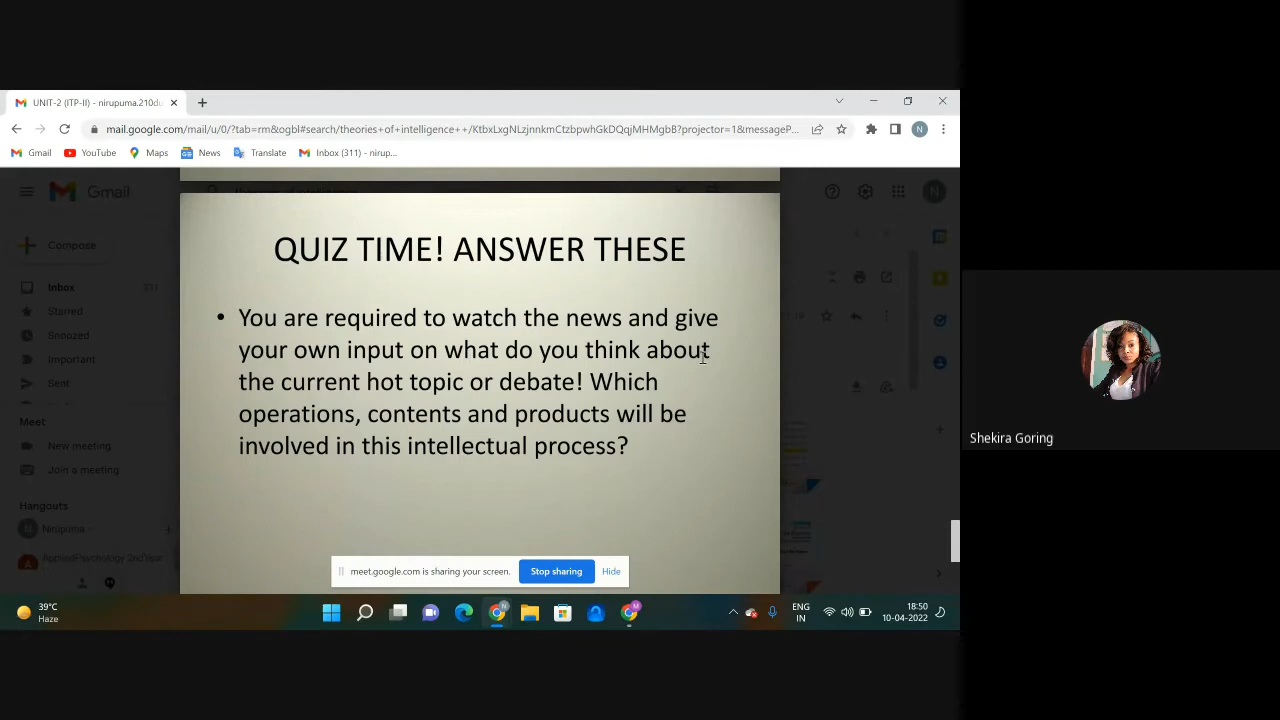 UNIT-2 (ITP-II) - nirupuma.210du
mail.google.com/mail/u/0/?tab=rm&ogbl#search/theories+of+intelligence++/KtbxLxgNLzjnnkmCtzbpwhGkDQqjMHMgbB?projector=1&messageP...
Gmail YouTube Maps News Translate Inbox (311) - nirup...
Gmail
Compose
Inbox
Starred
Snoozed
Important
Sent
Meet
New meeting
Join a meeting
Hangouts
Nirupuma
AppliedPsychology 2ndYear
QUIZ TIME! ANSWER THESE
• You are required to watch the news and give
your own input on what do you think about
the current hot topic or debate! Which
operations, contents and products will be
involved in this intellectual process?
meet.google.com is sharing your screen. Stop sharing Hide
Shekira Goring
39°C
Haze
ENG
IN
18:50
10-04-2022